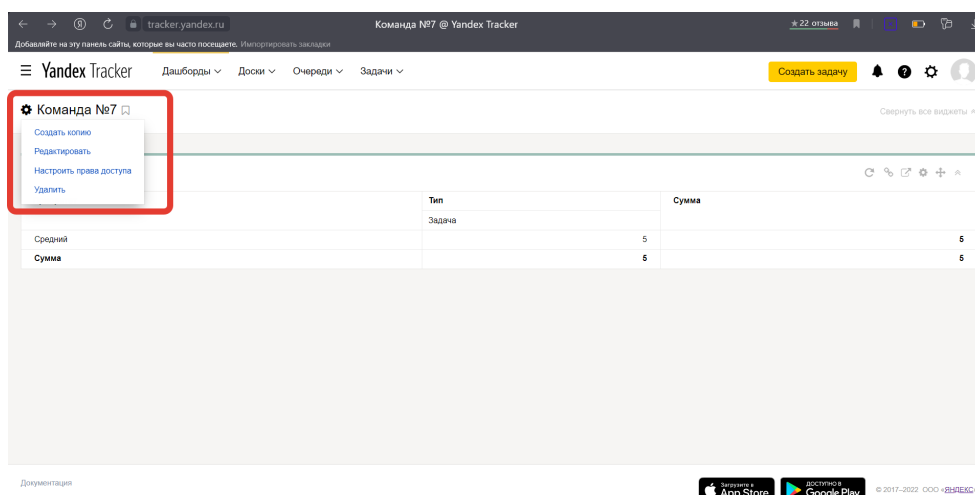 tracker.yandex.ru
Команда №7 @ Yandex Tracker
★22 отзыва
Добавляйте на эту панель сайты, которые вы часто посещаете. Импортировать закладки
Yandex Tracker
Дашборды
Доски
Очереди
Задачи
Создать задачу
Команда №7
Свернуть все виджеты
Создать копию
Редактировать
Настроить права доступа
Удалить
Тип
Сумма
Задача
Средний 5 5
Сумма 5 5
Документация
Загрузите в
App Store
ДОСТУПНО В
Google Play
© 2017–2022 ООО «ЯНДЕКС